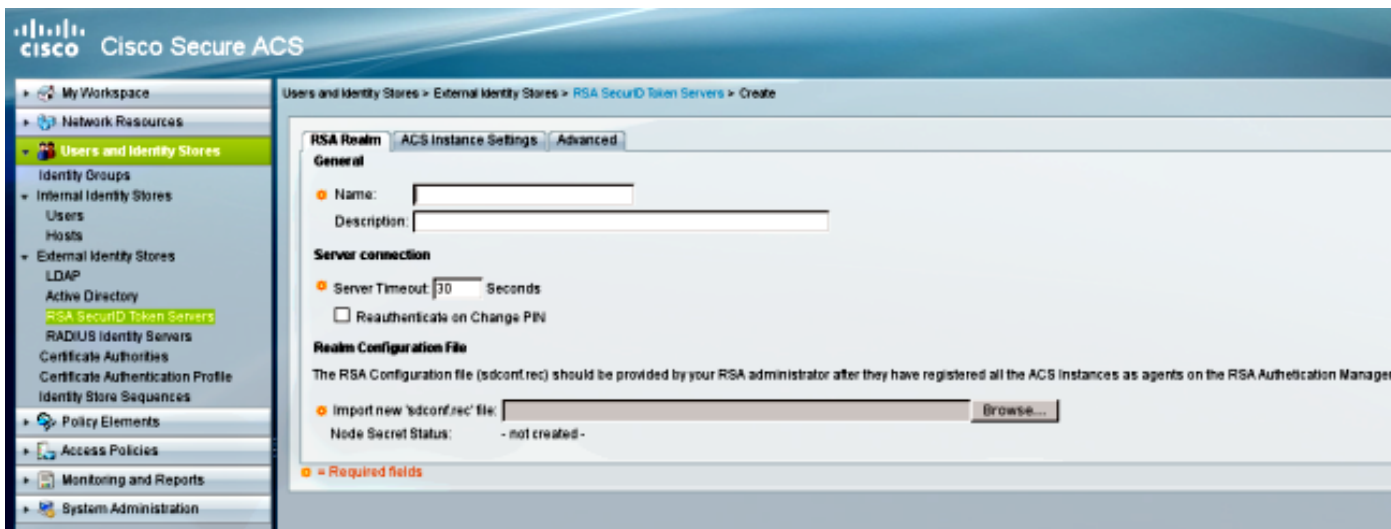 cisco Cisco Secure ACS
My Workspace
Network Resources
Users and Identity Stores
Identity Groups
Internal Identity Stores
Users
Hosts
External Identity Stores
LDAP
Active Directory
RSA SecurID Token Servers
RADIUS Identity Servers
Certificate Authorities
Certificate Authentication Profile
Identity Store Sequences
Policy Elements
Access Policies
Monitoring and Reports
System Administration
Users and Identity Stores > External Identity Stores > RSA SecurID Token Servers > Create
RSA Realm ACS Instance Settings Advanced
General
Name:
Description:
Server connection
Server Timeout: 30 Seconds
Reauthenticate on Change PIN
Realm Configuration File
The RSA Configuration file (sdconf.rec) should be provided by your RSA administrator after they have registered all the ACS Instances as agents on the RSA Authetication Manager
Import new 'sdconf.rec' file: Browse...
Node Secret Status: - not created -
= Required fields